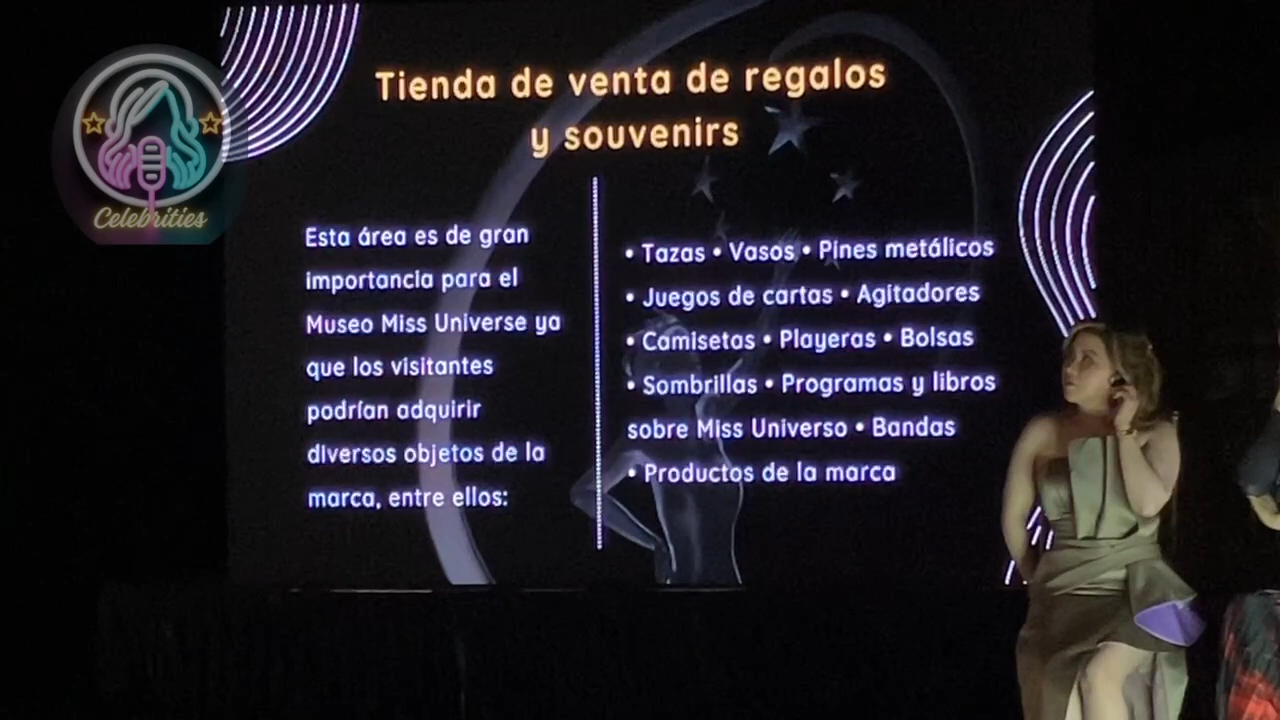 Celebrities
Tienda de venta de regalos
y souvenirs
Esta área es de gran
importancia para el
Museo Miss Universe ya
que los visitantes
podrían adquirir
diversos objetos de la
marca, entre ellos:
• Tazas • Vasos • Pines metálicos
• Juegos de cartas • Agitadores
• Camisetas • Playeras • Bolsas
• Sombrillas • Programas y libros
sobre Miss Universo • Bandas
• Productos de la marca